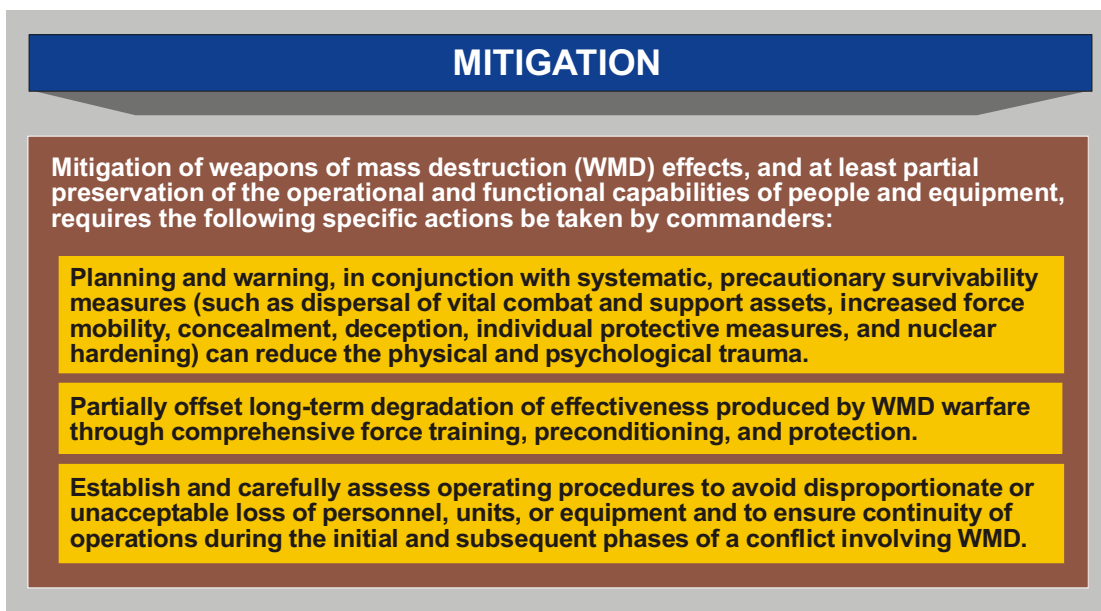 MITIGATION
Mitigation of weapons of mass destruction (WMD) effects, and at least partial
preservation of the operational and functional capabilities of people and equipment,
requires the following specific actions be taken by commanders:
Planning and warning, in conjunction with systematic, precautionary survivability
measures (such as dispersal of vital combat and support assets, increased force
mobility, concealment, deception, individual protective measures, and nuclear
hardening) can reduce the physical and psychological trauma.
Partially offset long-term degradation of effectiveness produced by WMD warfare
through comprehensive force training, preconditioning, and protection.
Establish and carefully assess operating procedures to avoid disproportionate or
unacceptable loss of personnel, units, or equipment and to ensure continuity of
operations during the initial and subsequent phases of a conflict involving WMD.